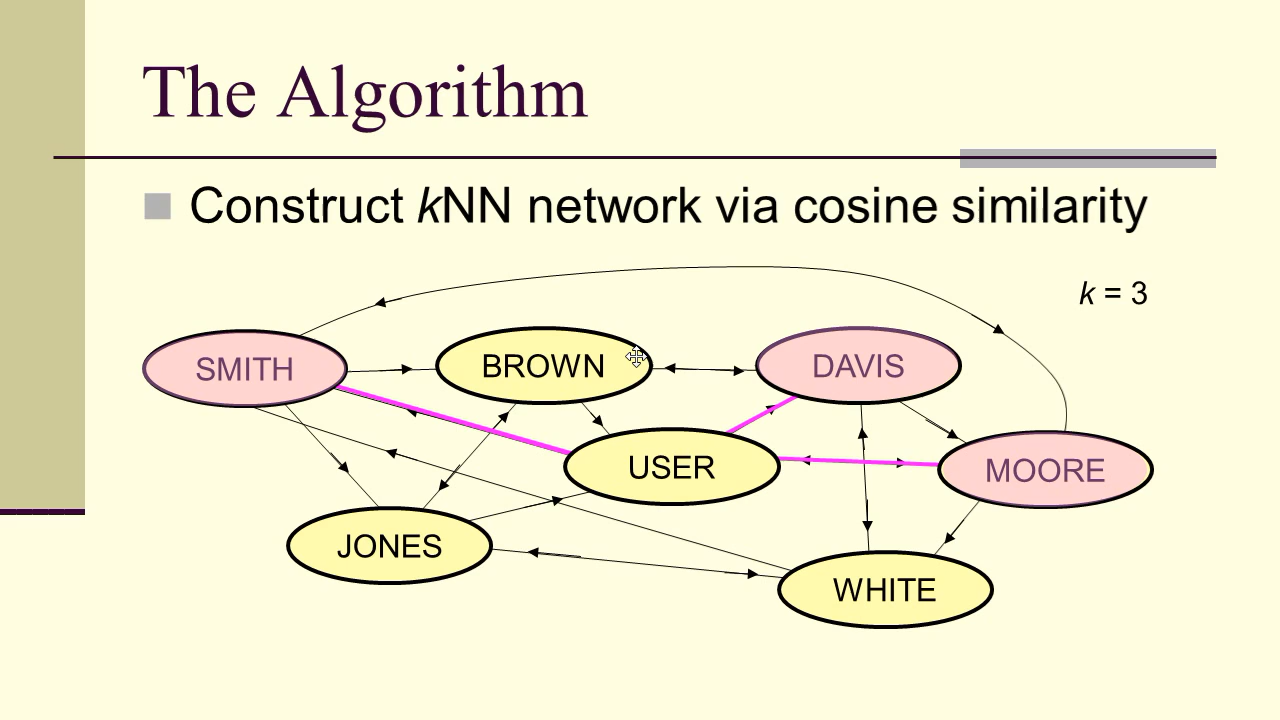 The Algorithm
Construct kNN network via cosine similarity
k = 3
SMITH
BROWN
DAVIS
USER
MOORE
JONES
WHITE